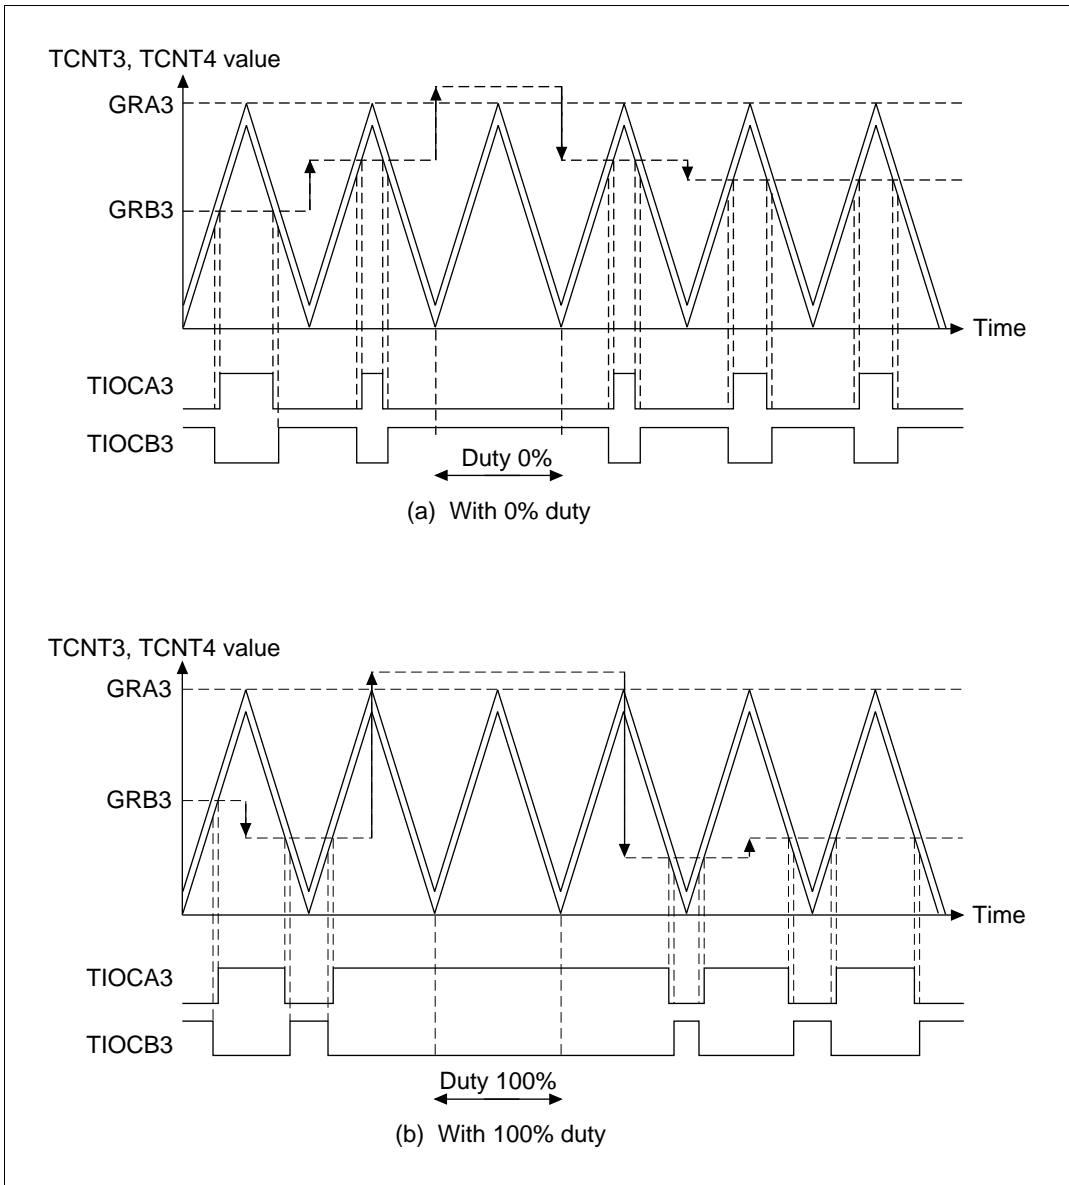 TCNT3, TCNT4 value
GRA3
GRB3
Time
TIOCA3
TIOCB3
Duty 0%
(a) With 0% duty
TCNT3, TCNT4 value
GRA3
GRB3
Time
TIOCA3
TIOCB3
Duty 100%
(b) With 100% duty